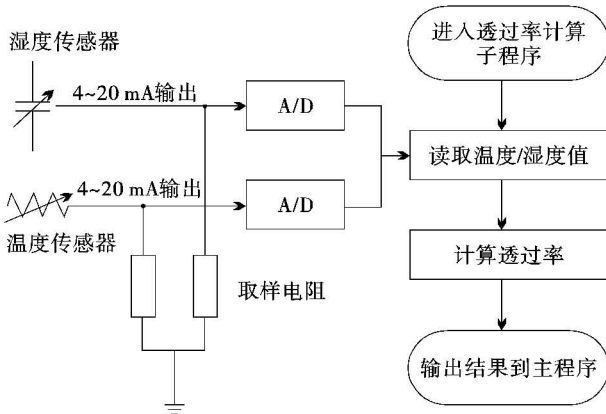 湿度传感器
4~20 mA输出
A/D
4~20 mA输出
A/D
温度传感器
取样电阻
进入透过率计算
子程序
读取温度/湿度值
计算透过率
输出结果到主程序